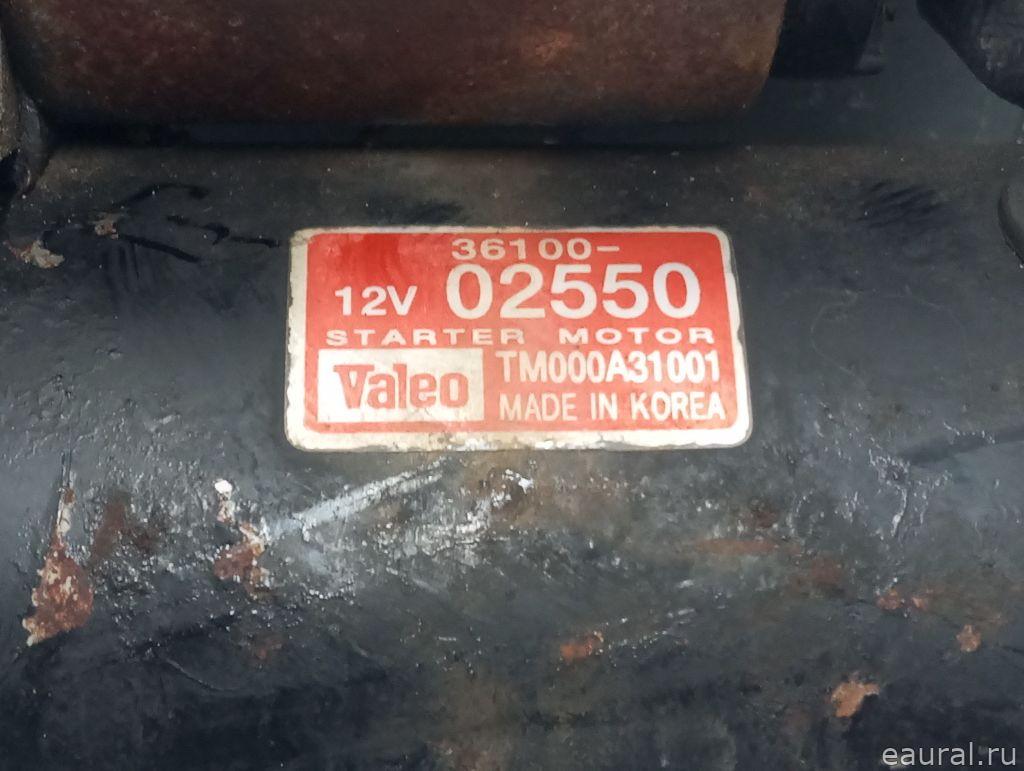 36100-
12V 02550
STARTER MOTOR
Valeo TM000A31001
MADE IN KOREA
eaural.ru